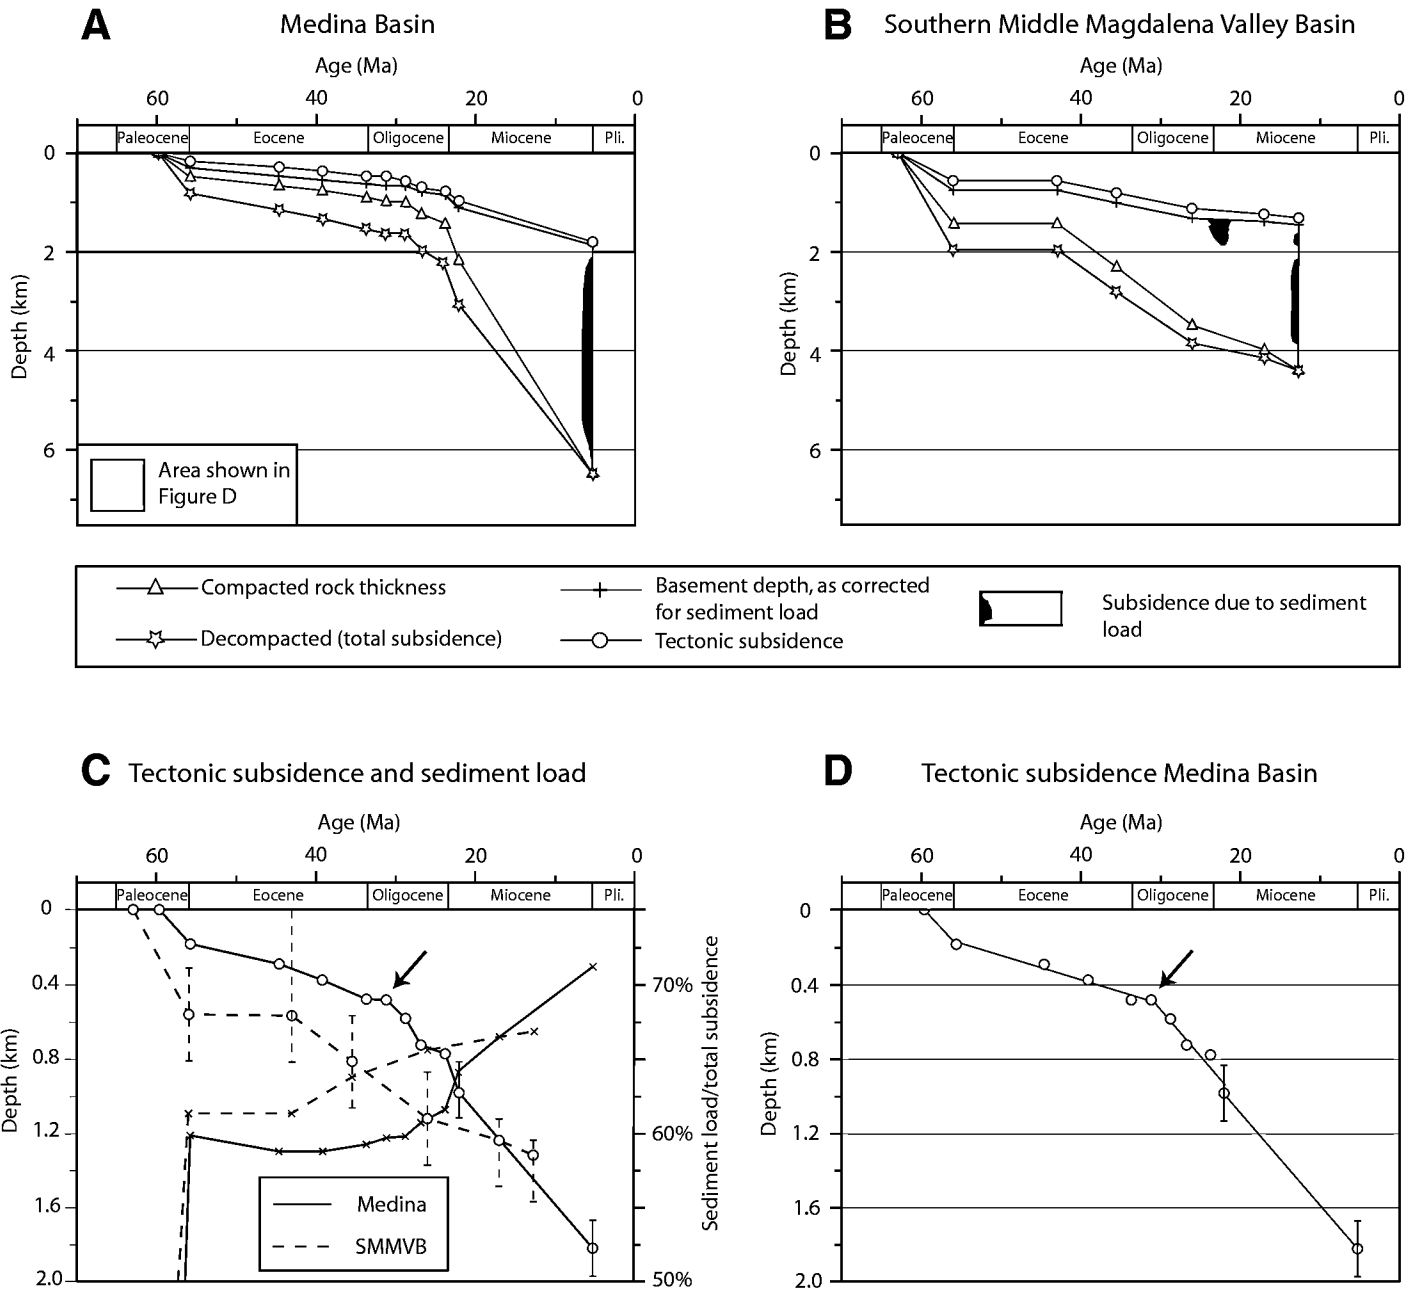 A Medina Basin
Age (Ma)
60 40 20 0
Paleocene Eocene Oligocene Miocene Pli.
0
2
4
6
Depth (km)
Area shown in
Figure D
B Southern Middle Magdalena Valley Basin
Age (Ma)
60 40 20 0
Paleocene Eocene Oligocene Miocene Pli.
0
2
4
6
Depth (km)
Compacted rock thickness
Decompacted (total subsidence)
Basement depth, as corrected
for sediment load
Tectonic subsidence
Subsidence due to sediment
load
C Tectonic subsidence and sediment load
Age (Ma)
60 40 20 0
Paleocene Eocene Oligocene Miocene Pli.
0
0.4
0.8
1.2
1.6
2.0
Depth (km)
70%
60%
50%
Sediment load/total subsidence
Medina
SMMVB
D Tectonic subsidence Medina Basin
Age (Ma)
60 40 20 0
Paleocene Eocene Oligocene Miocene Pli.
0
0.4
0.8
1.2
1.6
2.0
Depth (km)